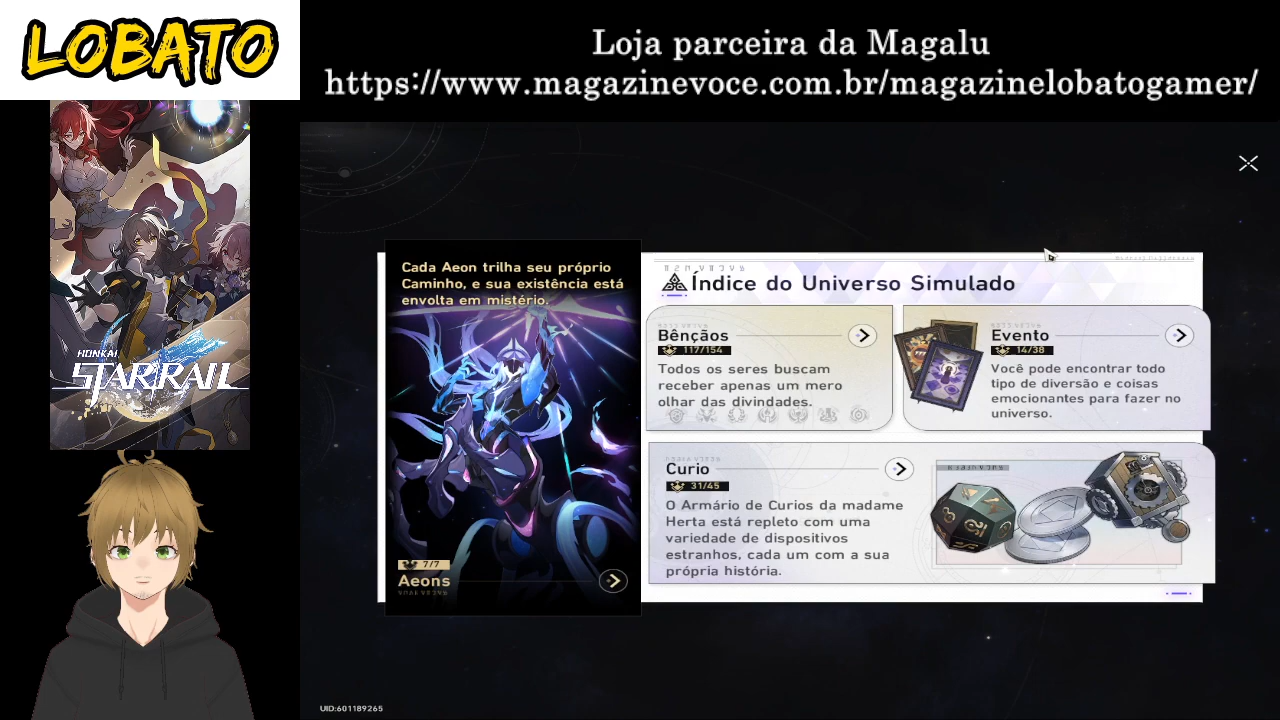 LOBATO
Loja parceira da Magalu
https://www.magazinevoce.com.br/magazinelobatogamer/
HONKAI
STAR RAIL
Cada Aeon trilha seu próprio
Caminho, e sua existência está
envolta em mistério.
7/7
Aeons
Índice do Universo Simulado
Bênçãos
117/154
Todos os seres buscam
receber apenas um mero
olhar das divindades.
Evento
14/38
Você pode encontrar todo
tipo de diversão e coisas
emocionantes para fazer no
universo.
Curio
31/45
O Armário de Curios da madame
Herta está repleto com uma
variedade de dispositivos
estranhos, cada um com a sua
própria história.
UID:601189265